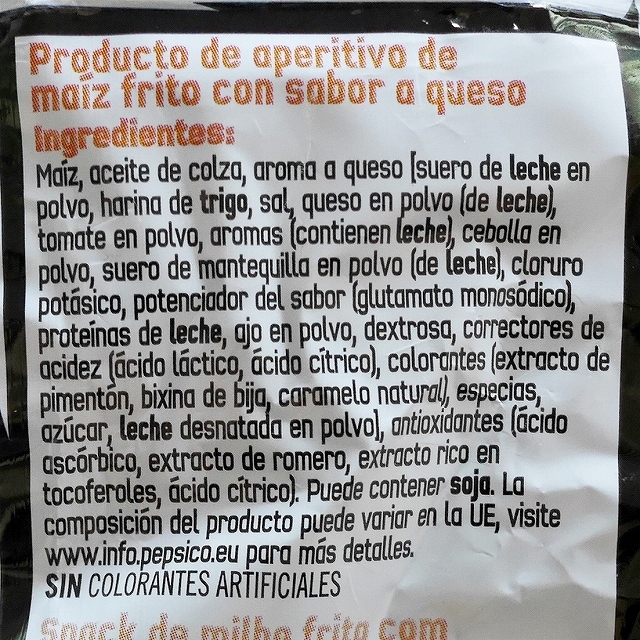 Producto de aperitivo de
maíz frito con sabor a queso
Ingredientes:
Maíz, aceite de colza, aroma a queso [suero de leche en
polvo, harina de trigo, sal, queso en polvo (de leche),
tomate en polvo, aromas (contienen leche), cebolla en
polvo, suero de mantequilla en polvo (de leche), cloruro
potásico, potenciador del sabor (glutamato monosódico),
proteínas de leche, ajo en polvo, dextrosa, correctores de
acidez (ácido láctico, ácido cítrico), colorantes (extracto de
pimentón, bixina de bija, caramelo natural), especias,
azúcar, leche desnatada en polvo], antioxidantes (ácido
ascórbico, extracto de romero, extracto rico en
tocoferoles, ácido cítrico). Puede contener soja. La
composición del producto puede variar en la UE, visite
www.info.pepsico.eu para más detalles.
SIN COLORANTES ARTIFICIALES
Snack de milho frito com